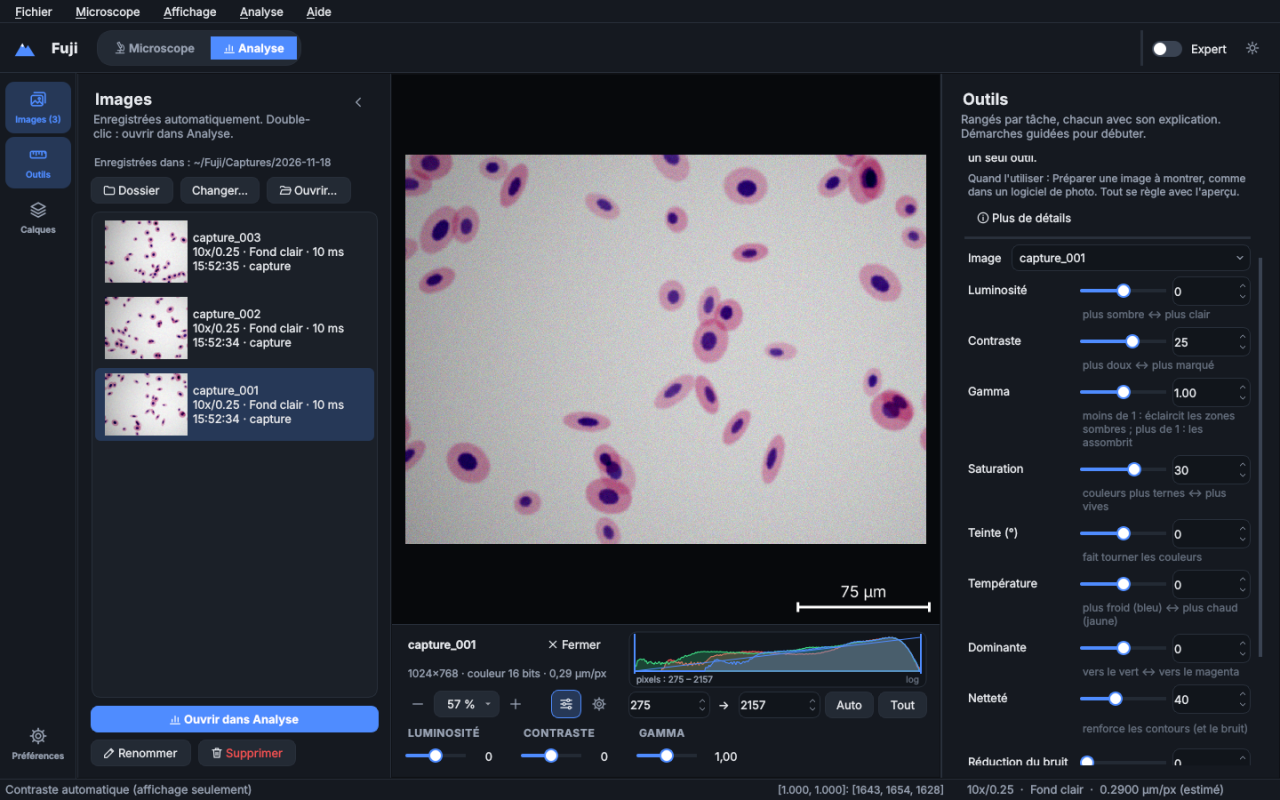 Fichier Microscope Affichage Analyse Aide
Fuji Microscope Analyse Expert
Images (3)
Outils
Calques
Préférences
Images
Enregistrées automatiquement. Double-
clic : ouvrir dans Analyse.
Enregistrées dans : ~/Fuji/Captures/2026-11-18
Dossier Changer... Ouvrir...
capture_003
10x/0.25 · Fond clair · 10 ms
15:52:35 · capture
capture_002
10x/0.25 · Fond clair · 10 ms
15:52:34 · capture
capture_001
10x/0.25 · Fond clair · 10 ms
15:52:34 · capture
Ouvrir dans Analyse
Renommer Supprimer
75 µm
capture_001 Fermer
1024×768 · couleur 16 bits · 0,29 µm/px
pixels : 275 – 2157 log
57 % 275 → 2157 Auto Tout
LUMINOSITÉ CONTRASTE GAMMA
0 0 1,00
Outils
Rangés par tâche, chacun avec son explication.
Démarches guidées pour débuter.
un seul outil.
Quand l'utiliser : Préparer une image à montrer, comme
dans un logiciel de photo. Tout se règle avec l'aperçu.
Plus de détails
Image capture_001
Luminosité 0
plus sombre ↔ plus clair
Contraste 25
plus doux ↔ plus marqué
Gamma 1.00
moins de 1 : éclaircit les zones
sombres ; plus de 1 : les
assombrit
Saturation 30
couleurs plus ternes ↔ plus
vives
Teinte (°) 0
fait tourner les couleurs
Température 0
plus froid (bleu) ↔ plus chaud
(jaune)
Dominante 0
vers le vert ↔ vers le magenta
Netteté 40
renforce les contours (et le bruit)
Réduction du bruit 0
Contraste automatique (affichage seulement) [1.000, 1.000]: [1643, 1654, 1628] 10x/0.25 · Fond clair · 0.2900 µm/px (estimé)